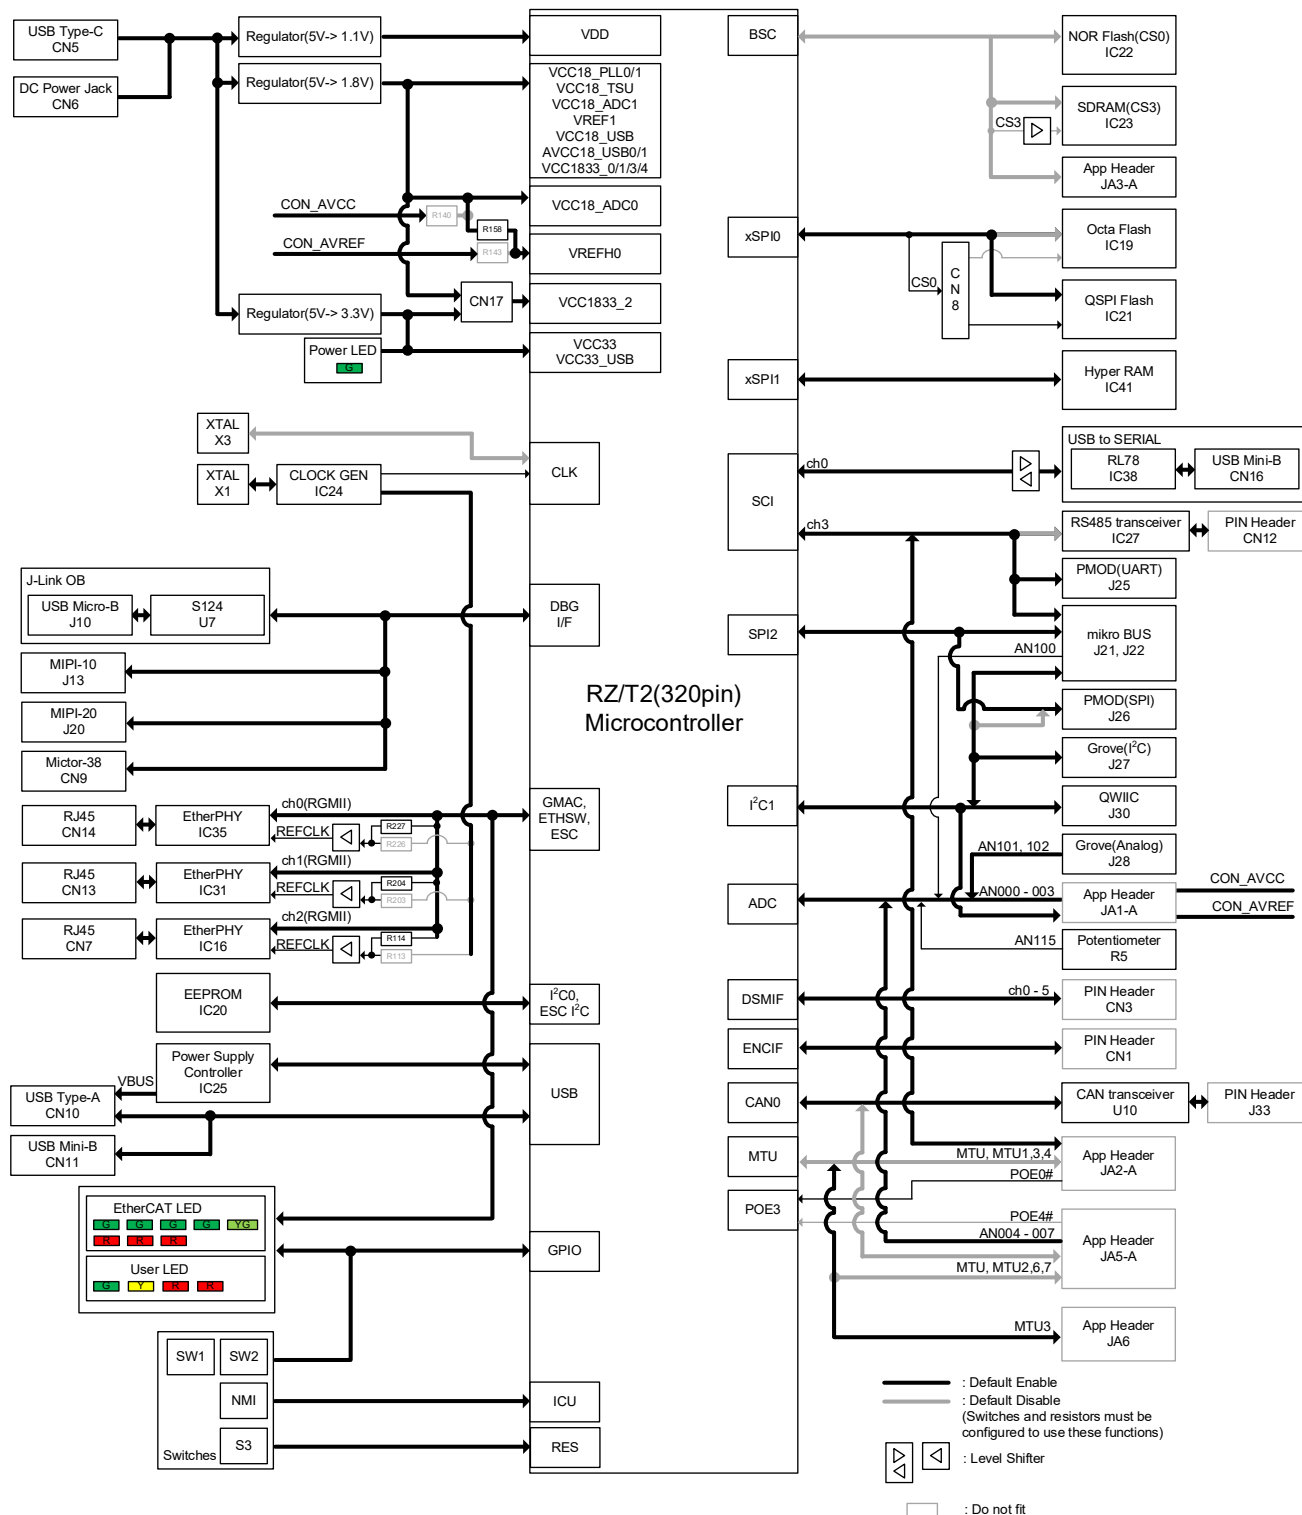 USB Type-C
CN5
DC Power Jack
CN6
Regulator(5V-> 1.1V)
Regulator(5V-> 1.8V)
VDD
VCC18_PLL0/1
VCC18_TSU
VCC18_ADC1
VREF1
VCC18_USB
AVCC18_USB0/1
VCC1833_0/1/3/4
CON_AVCC
R140
VCC18_ADC0
R158
CON_AVREF
R143
VREFH0
Regulator(5V-> 3.3V)
CN17
VCC1833_2
Power LED
G
VCC33
VCC33_USB
XTAL
X3
XTAL
X1
CLOCK GEN
IC24
CLK
J-Link OB
USB Micro-B
J10
S124
U7
DBG
I/F
MIPI-10
J13
MIPI-20
J20
Mictor-38
CN9
RZ/T2(320pin)
Microcontroller
RJ45
CN14
EtherPHY
IC35
ch0(RGMII)
REFCLK
R227
R226
GMAC,
ETHSW,
ESC
RJ45
CN13
EtherPHY
IC31
ch1(RGMII)
REFCLK
R204
R203
RJ45
CN7
EtherPHY
IC16
ch2(RGMII)
REFCLK
R114
R113
EEPROM
IC20
I²C0,
ESC I²C
Power Supply
Controller
IC25
VBUS
USB Type-A
CN10
USB Mini-B
CN11
USB
EtherCAT LED
G G G G YG
R R R
User LED
G Y R R
GPIO
SW1
SW2
NMI
S3
Switches
ICU
RES
BSC
NOR Flash(CS0)
IC22
SDRAM(CS3)
IC23
CS3
App Header
JA3-A
xSPI0
Octa Flash
IC19
CS0
C
N
8
QSPI Flash
IC21
xSPI1
Hyper RAM
IC41
SCI
ch0
USB to SERIAL
RL78
IC38
USB Mini-B
CN16
ch3
RS485 transceiver
IC27
PIN Header
CN12
PMOD(UART)
J25
SPI2
mikro BUS
J21, J22
AN100
PMOD(SPI)
J26
Grove(I²C)
J27
I²C1
QWIIC
J30
AN101, 102
Grove(Analog)
J28
ADC
AN000 - 003
App Header
JA1-A
CON_AVCC
CON_AVREF
AN115
Potentiometer
R5
DSMIF
ch0 - 5
PIN Header
CN3
ENCIF
PIN Header
CN1
CAN0
CAN transceiver
U10
PIN Header
J33
MTU
MTU, MTU1,3,4
POE0#
App Header
JA2-A
POE3
POE4#
AN004 - 007
MTU, MTU2,6,7
App Header
JA5-A
MTU3
App Header
JA6
: Default Enable
: Default Disable
(Switches and resistors must be
configured to use these functions)
: Level Shifter
: Do not fit